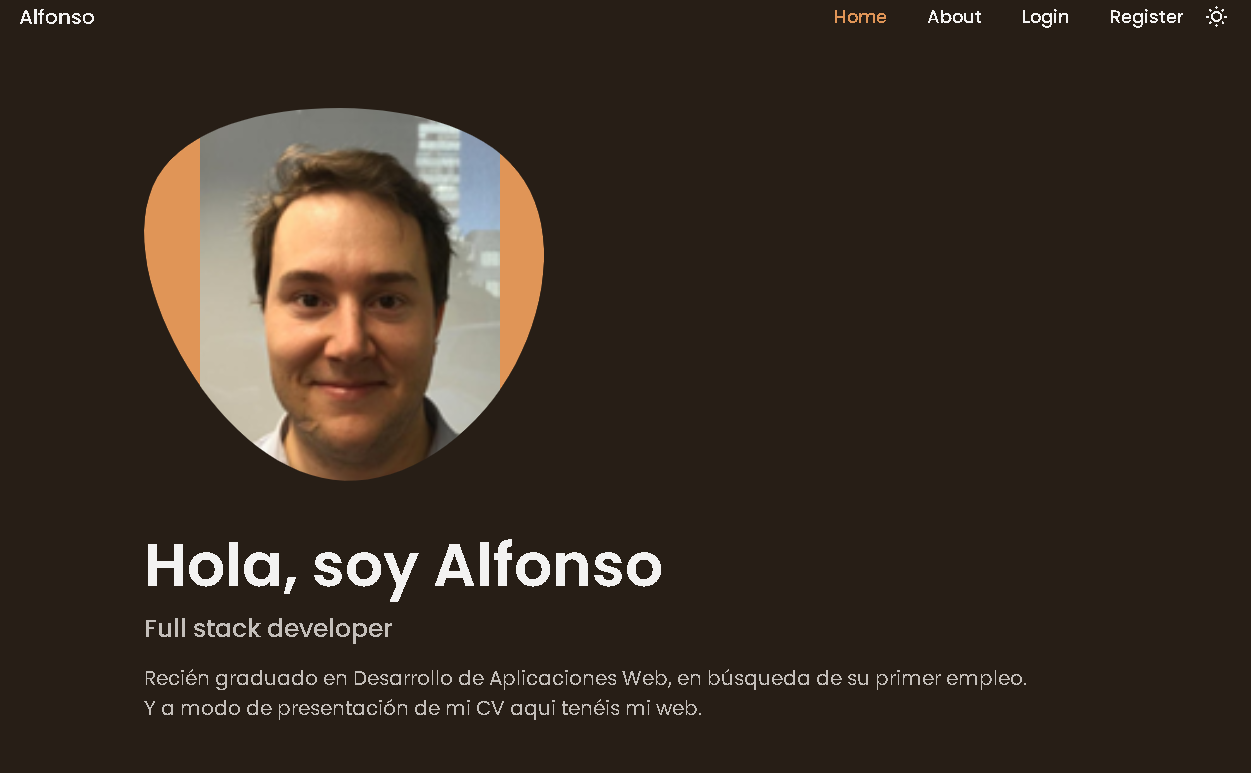 Alfonso
Home About Login Register
Hola, soy Alfonso
Full stack developer
Recién graduado en Desarrollo de Aplicaciones Web, en búsqueda de su primer empleo.
Y a modo de presentación de mi CV aqui tenéis mi web.